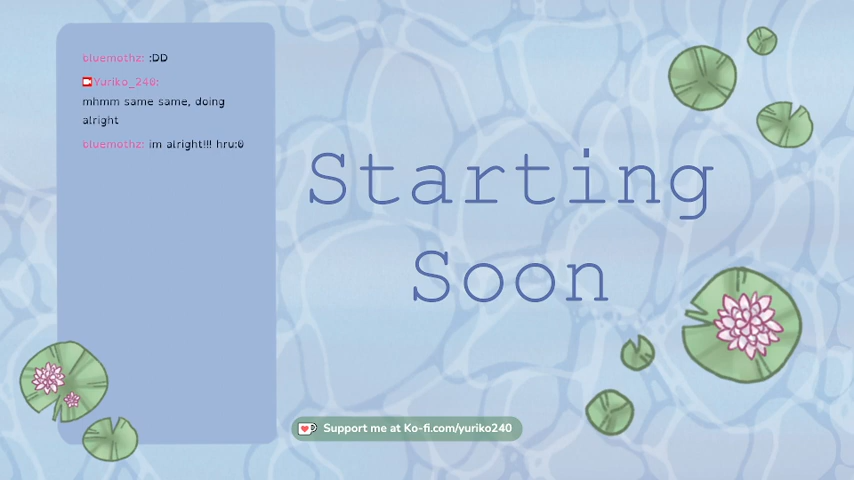 bluemothz: :DD
Yuriko_240:
mhmm same same, doing
alright
bluemothz: im alright!!! hru:0
Starting
Soon
Support me at Ko-fi.com/yuriko240